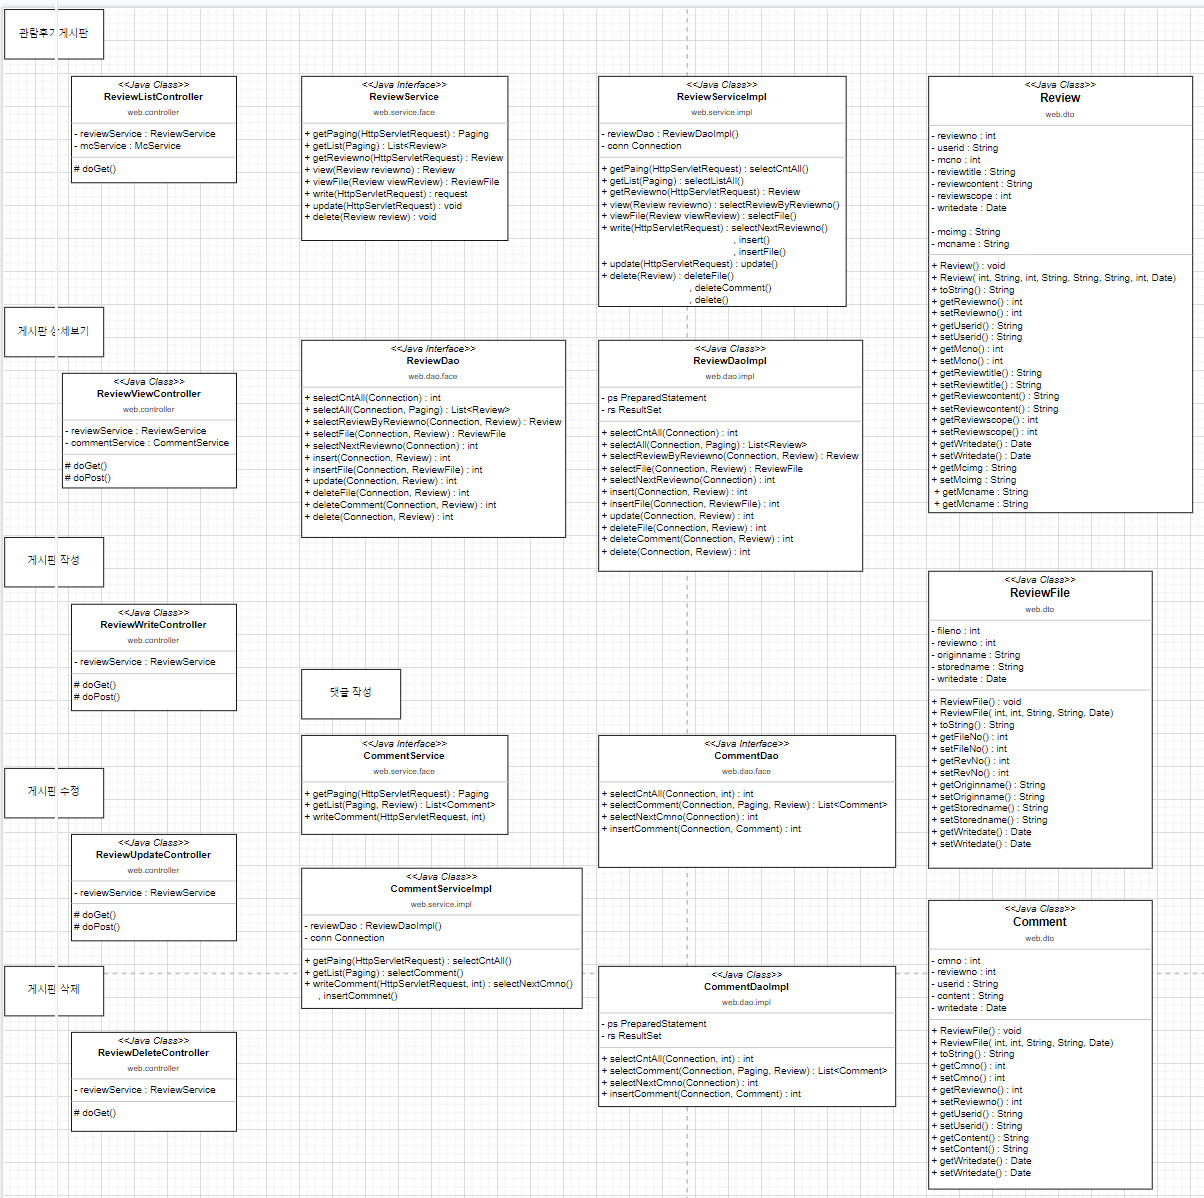 관람후기게시판
<<Java Class>>
ReviewListController
web.controller
- reviewService : ReviewService
- mcService : McService
# doGet()
<<Java Interface>>
ReviewService
web.service.face
+ getPaging(HttpServletRequest) : Paging
+ getList(Paging) : List<Review>
+ getReviewno(HttpServletRequest) : Review
+ view(Review reviewno) : Review
+ viewFile(Review viewReview) : ReviewFile
+ write(HttpServletRequest) : request
+ update(HttpServletRequest) : void
+ delete(Review review) : void
<<Java Class>>
ReviewServiceImpl
web.service.impl
- reviewDao : ReviewDaoImpl()
- conn Connection
+ getPaing(HttpServletRequest) : selectCntAll()
+ getList(Paging) : selectListAll()
+ getReviewno(HttpServletRequest) : Review
+ view(Review reviewno) : selectReviewByReviewno()
+ viewFile(Review viewReview) : selectFile()
+ write(HttpServletRequest) : selectNextReviewno()
, insert()
, insertFile()
+ update(HttpServletRequest) : update()
+ delete(Review) : deleteFile()
, deleteComment()
, delete()
<<Java Class>>
Review
web.dto
- reviewno : int
- userid : String
- mcno : int
- reviewtitle : String
- reviewcontent : String
- reviewscope : int
- writedate : Date
- mcimg : String
- mcname : String
+ Review() : void
+ Review( int, String, int, String, String, String, int, Date)
+ toString() : String
+ getReviewno() : int
+ setReviewno() : int
+ getUserid() : String
+ setUserid() : String
+ getMcno() : int
+ setMcno() : int
+ getReviewtitle() : String
+ setReviewtitle() : String
+ getReviewcontent() : String
+ setReviewcontent() : String
+ getReviewscope() : int
+ setReviewscope() : int
+ getWritedate() : Date
+ setWritedate() : Date
+ getMcimg : String
+ setMcimg : String
+ getMcname : String
+ getMcname : String
게시판 상세보기
<<Java Class>>
ReviewViewController
web.controller
- reviewService : ReviewService
- commentService : CommentService
# doGet()
# doPost()
<<Java Interface>>
ReviewDao
web.dao.face
+ selectCntAll(Connection) : int
+ selectAll(Connection, Paging) : List<Review>
+ selectReviewByReviewno(Connection, Review) : Review
+ selectFile(Connection, Review) : ReviewFile
+ selectNextReviewno(Connection) : int
+ insert(Connection, Review) : int
+ insertFile(Connection, ReviewFile) : int
+ update(Connection, Review) : int
+ deleteFile(Connection, Review) : int
+ deleteComment(Connection, Review) : int
+ delete(Connection, Review) : int
<<Java Class>>
ReviewDaoImpl
web.dao.impl
- ps PreparedStatement
- rs ResultSet
+ selectCntAll(Connection) : int
+ selectAll(Connection, Paging) : List<Review>
+ selectReviewByReviewno(Connection, Review) : Review
+ selectFile(Connection, Review) : ReviewFile
+ selectNextReviewno(Connection) : int
+ insert(Connection, Review) : int
+ insertFile(Connection, ReviewFile) : int
+ update(Connection, Review) : int
+ deleteFile(Connection, Review) : int
+ deleteComment(Connection, Review) : int
+ delete(Connection, Review) : int
게시판 작성
<<Java Class>>
ReviewWriteController
web.controller
- reviewService : ReviewService
# doGet()
# doPost()
<<Java Class>>
ReviewFile
web.dto
- fileno : int
- reviewno : int
- originname : String
- storedname : String
- writedate : Date
+ ReviewFile() : void
+ ReviewFile( int, int, String, String, Date)
+ toString() : String
+ getFileNo() : int
+ setFileNo() : int
+ getRevNo() : int
+ setRevNo() : int
+ getOriginname() : String
+ setOriginname() : String
+ getStoredname() : String
+ setStoredname() : String
+ getWritedate() : Date
+ setWritedate() : Date
댓글 작성
<<Java Interface>>
CommentService
web.service.face
+ getPaging(HttpServletRequest) : Paging
+ getList(Paging, Review) : List<Comment>
+ writeComment(HttpServletRequest, int)
<<Java Interface>>
CommentDao
web.dao.face
+ selectCntAll(Connection, int) : int
+ selectComment(Connection, Paging, Review) : List<Comment>
+ selectNextCmno(Connection) : int
+ insertComment(Connection, Comment) : int
게시판 수정
<<Java Class>>
ReviewUpdateController
web.controller
- reviewService : ReviewService
# doGet()
# doPost()
<<Java Class>>
CommentServiceImpl
web.service.impl
- reviewDao : ReviewDaoImpl()
- conn Connection
+ getPaing(HttpServletRequest) : selectCntAll()
+ getList(Paging) : selectComment()
+ writeComment(HttpServletRequest, int) : selectNextCmno()
, insertCommnet()
<<Java Class>>
CommentDaoImpl
web.dao.impl
- ps PreparedStatement
- rs ResultSet
+ selectCntAll(Connection, int) : int
+ selectComment(Connection, Paging, Review) : List<Comment>
+ selectNextCmno(Connection) : int
+ insertComment(Connection, Comment) : int
<<Java Class>>
Comment
web.dto
- cmno : int
- reviewno : int
- userid : String
- content : String
- writedate : Date
+ ReviewFile() : void
+ ReviewFile( int, int, String, String, Date)
+ toString() : String
+ getCmno() : int
+ setCmno() : int
+ getReviewno() : int
+ setReviewno() : int
+ getUserid() : String
+ setUserid() : String
+ getContent() : String
+ setContent() : String
+ getWritedate() : Date
+ setWritedate() : Date
게시판 삭제
<<Java Class>>
ReviewDeleteController
web.controller
- reviewService : ReviewService
# doGet()